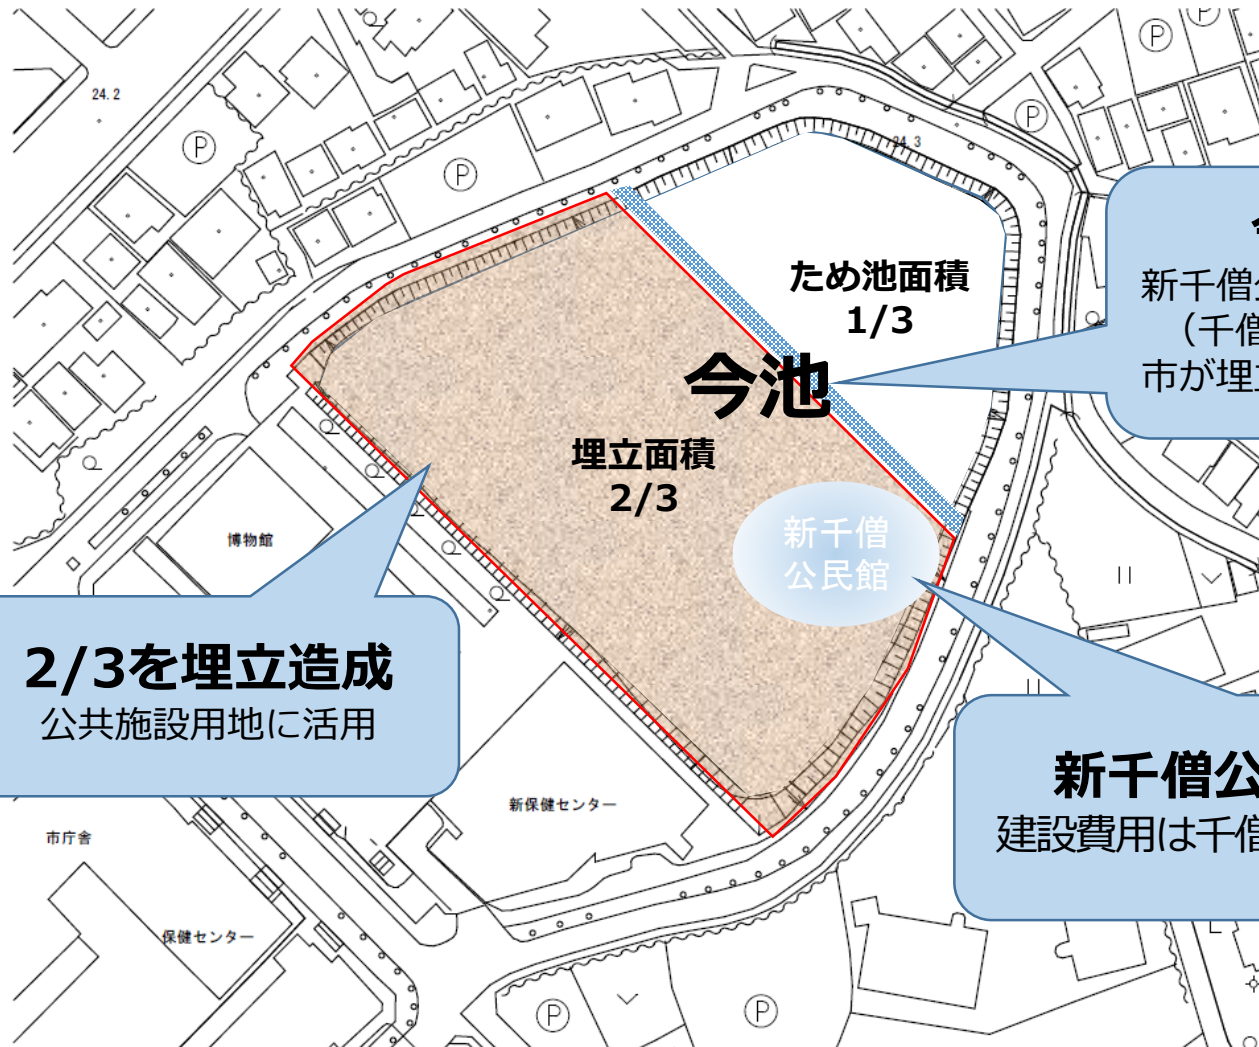 24.2
P
P
P
P
P
24.3
ため池面積
1/3
新千僧
（千僧
市が埋
今池
埋立面積
2/3
新千僧
公民館
博物館
2/3を埋立造成
公共施設用地に活用
新千僧公
建設費用は千僧
新保健センター
市庁舎
保健センター
P
P